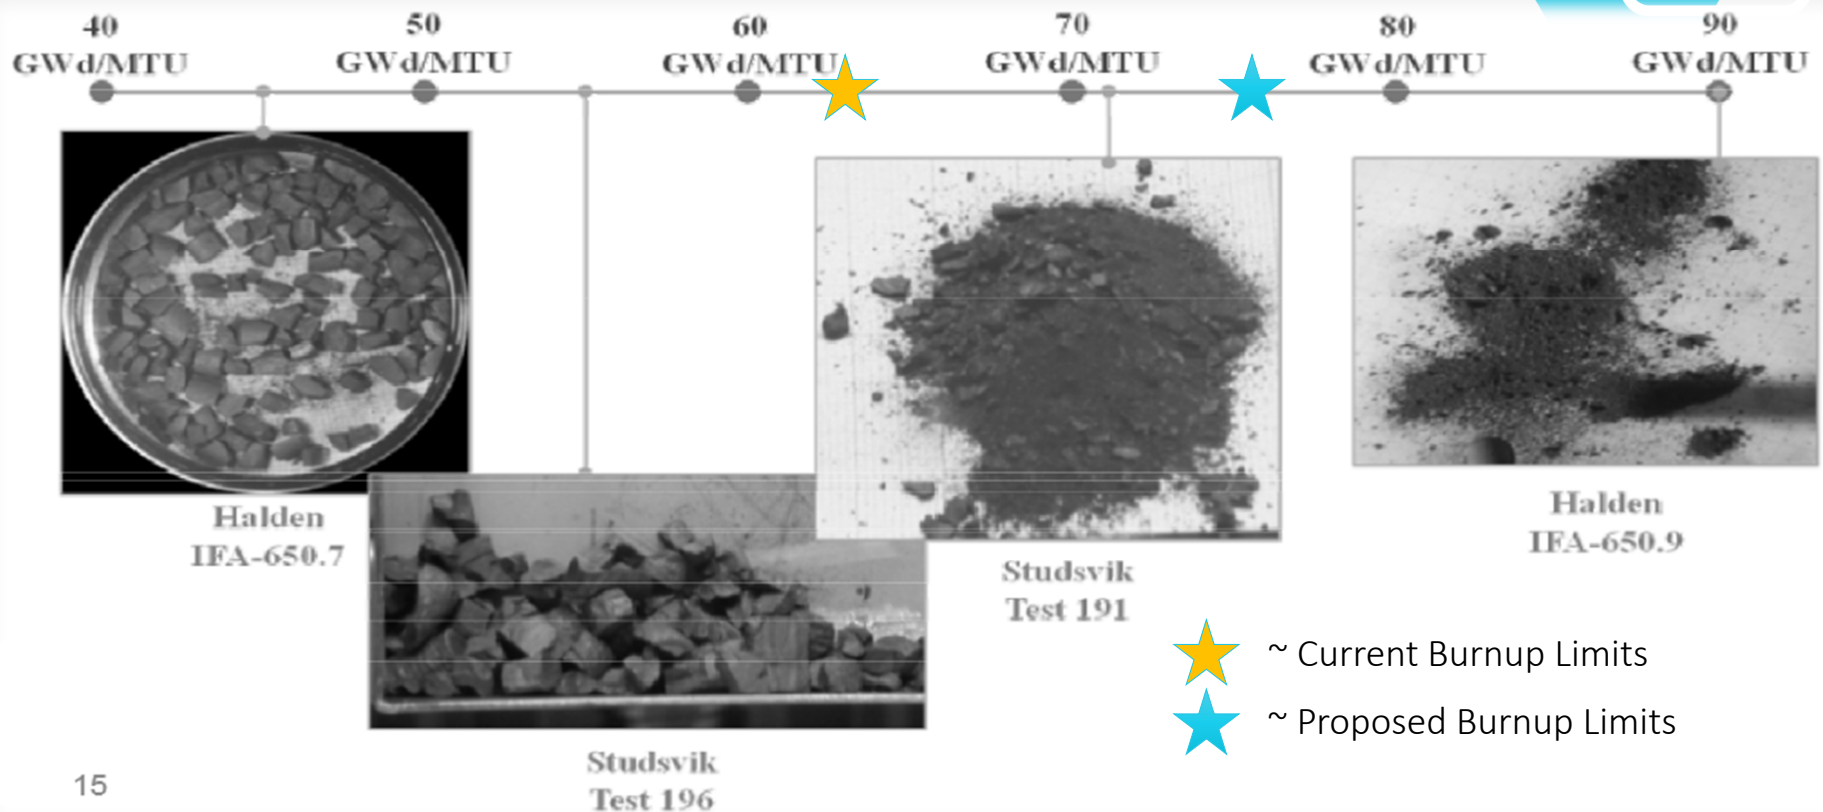 40
GWd/MTU
50
GWd/MTU
60
GWd/MTU
70
GWd/MTU
80
GWd/MTU
90
GWd/MTU
Halden
IFA-650.7
Studsvik
Test 196
Studsvik
Test 191
Halden
IFA-650.9
~ Current Burnup Limits
~ Proposed Burnup Limits
15